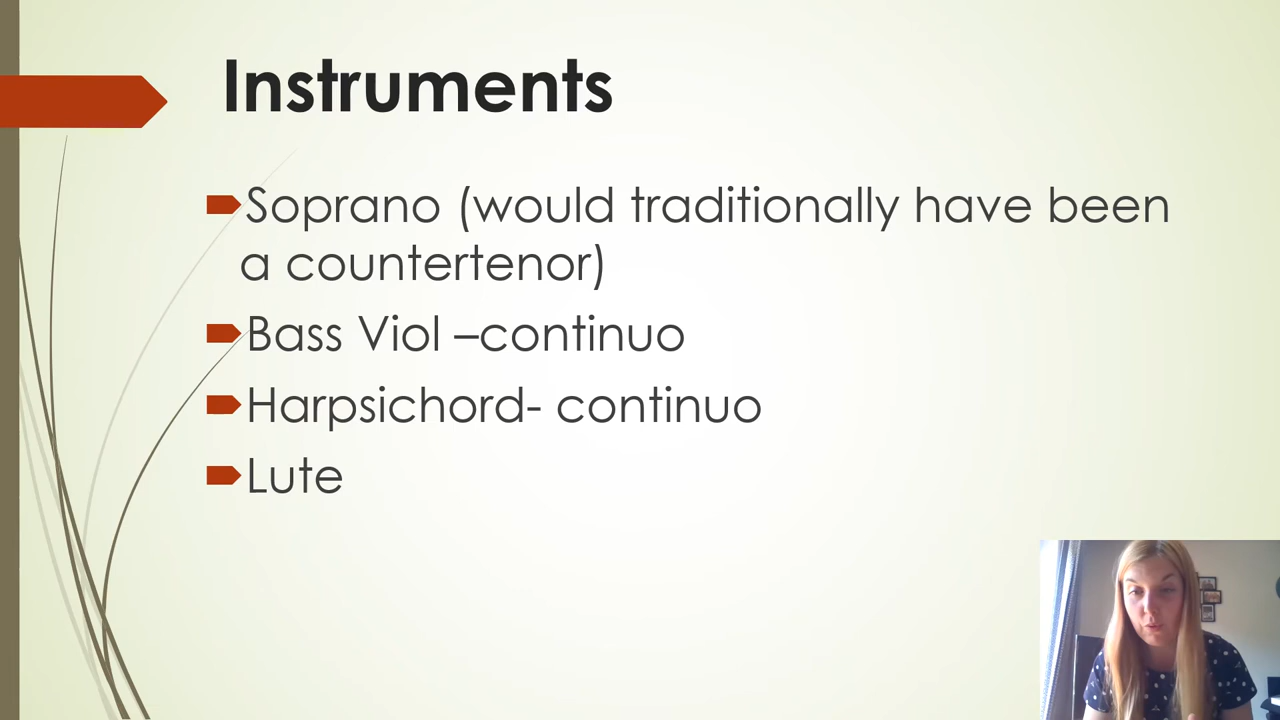 Instruments
Soprano (would traditionally have been
a countertenor)
Bass Viol –continuo
Harpsichord- continuo
Lute